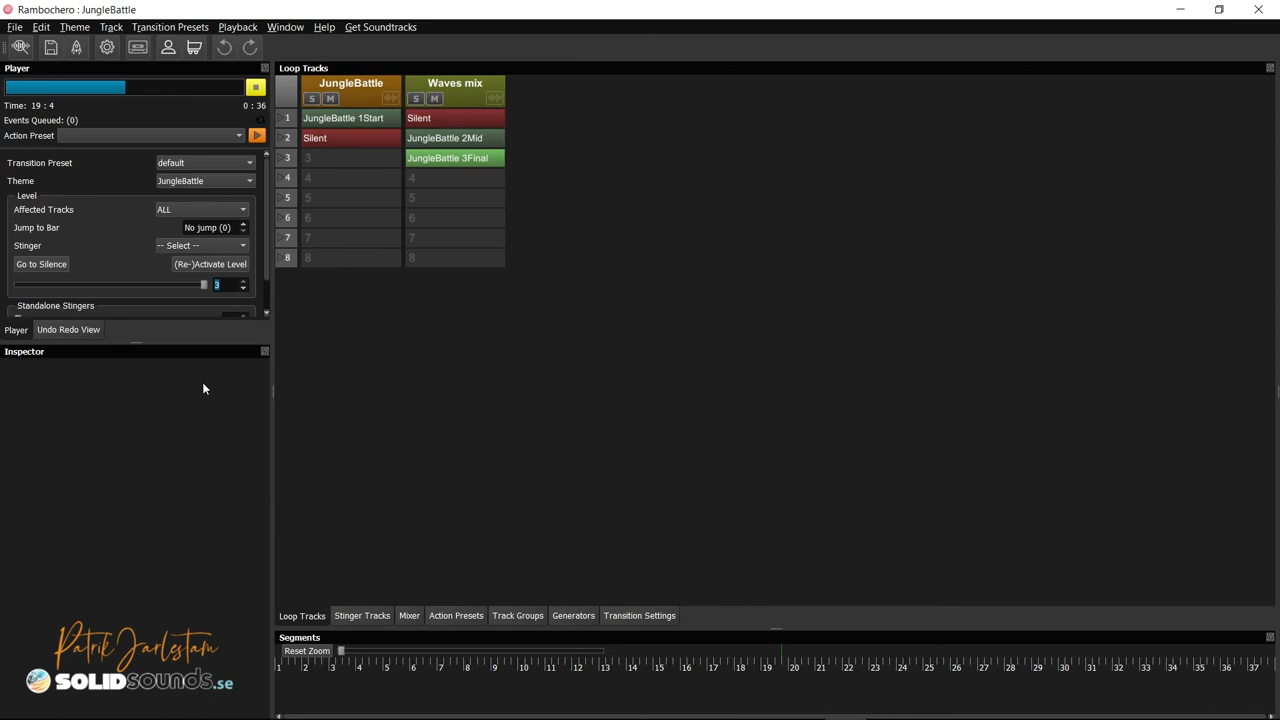 Rambochero : JungleBattle
File Edit Theme Track Transition Presets Playback Window Help Get Soundtracks
Player
Time: 19 : 4 0 : 36
Events Queued: (0)
Action Preset
Transition Preset default
Theme JungleBattle
Level
Affected Tracks ALL
Jump to Bar No jump (0)
Stinger -- Select --
Go to Silence (Re-)Activate Level
3
Standalone Stingers
Player Undo Redo View
Inspector
Patrik Jarlestam
SOLIDSOUNDS.se
Loop Tracks
JungleBattle Waves mix
S M S M
1 JungleBattle 1Start Silent
2 Silent JungleBattle 2Mid
3 3 JungleBattle 3Final
4 4 4
5 5 5
6 6 6
7 7 7
8 8 8
Loop Tracks Stinger Tracks Mixer Action Presets Track Groups Generators Transition Settings
Segments
Reset Zoom
1 2 3 4 5 6 7 8 9 10 11 12 13 14 15 16 17 18 19 20 21 22 23 24 25 26 27 28 29 30 31 32 33 34 35 36 37